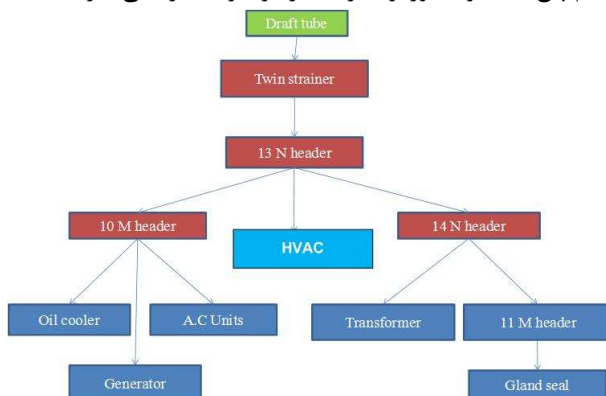 Draft tube
Twin strainer
13 N header
10 M header
HVAC
14 N header
Oil cooler
A.C Units
Transformer
11 M header
Generator
Gland seal